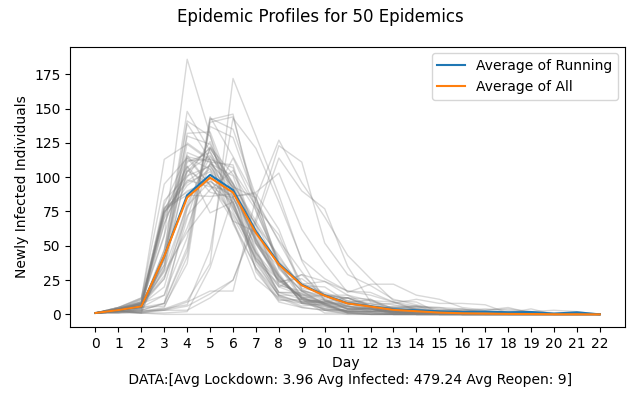 Epidemic Profiles for 50 Epidemics
Average of Running
Average of All
Newly Infected Individuals
175
150
125
100
75
50
25
0
0 1 2 3 4 5 6 7 8 9 10 11 12 13 14 15 16 17 18 19 20 21 22
Day
DATA:[Avg Lockdown: 3.96 Avg Infected: 479.24 Avg Reopen: 9]